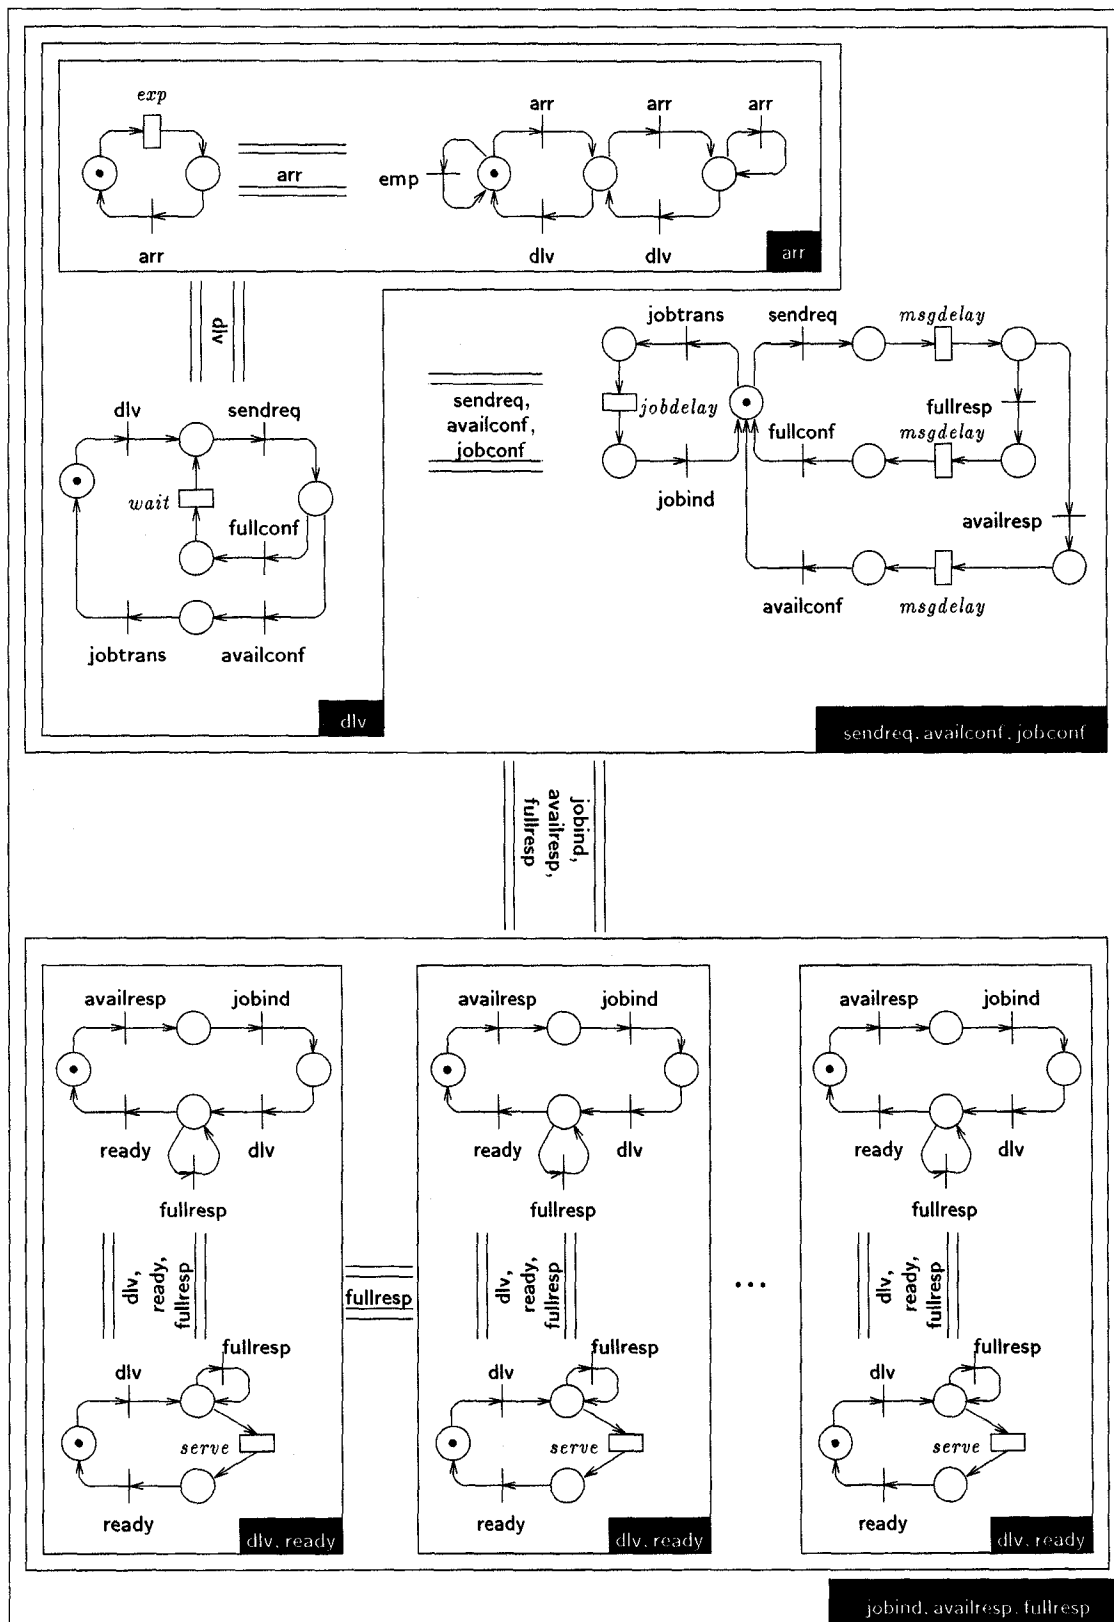 exp
arr
arr
arr
arr
emp
arr
dlv
dlv
arr
dlv
jobtrans
sendreq
msgdelay
sendreq,
availconf,
jobconf
jobdelay
fullresp
fullconf
msgdelay
jobind
availresp
availconf
msgdelay
dlv
sendreq
wait
fullconf
jobtrans
availconf
dlv
sendreq, availconf, jobconf
jobind,
availresp,
fullresp
availresp
jobind
availresp
jobind
availresp
jobind
ready
dlv
ready
dlv
ready
dlv
fullresp
fullresp
fullresp
dlv,
ready,
fullresp
fullresp
dlv,
ready,
fullresp
...
dlv,
ready,
fullresp
fullresp
fullresp
fullresp
dlv
dlv
dlv
serve
serve
serve
ready
ready
ready
dlv, ready
dlv, ready
dlv, ready
jobind, availresp, fullresp